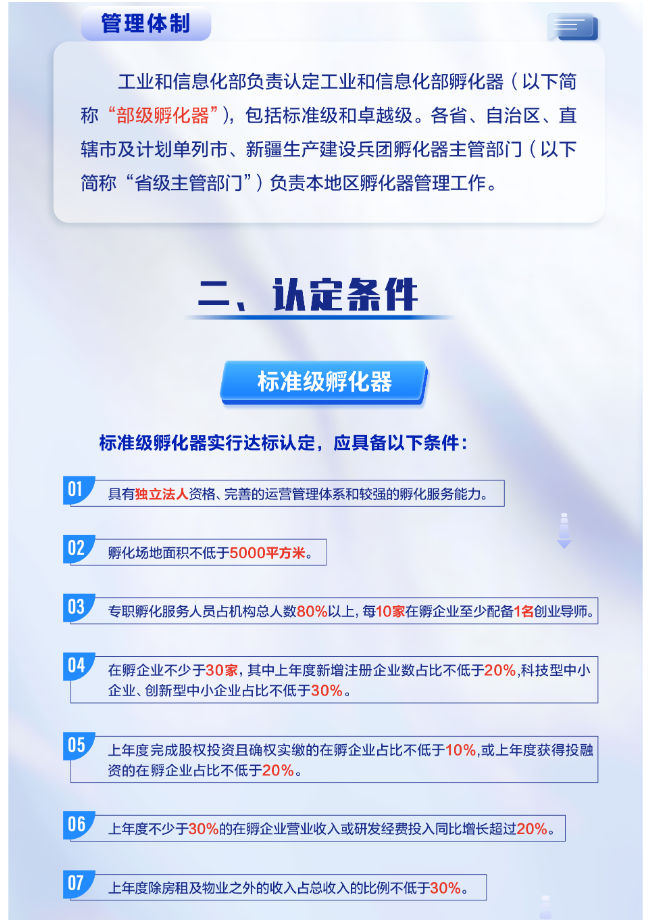 管理体制
工业和信息化部负责认定工业和信息化部孵化器（以下简
称“部级孵化器”），包括标准级和卓越级。各省、自治区、直
辖市及计划单列市、新疆生产建设兵团孵化器主管部门（以下
简称“省级主管部门”）负责本地区孵化器管理工作。
二、认定条件
标准级孵化器
标准级孵化器实行达标认定，应具备以下条件：
01
具有独立法人资格、完善的运营管理体系和较强的孵化服务能力。
02
孵化场地面积不低于5000平方米。
03
专职孵化服务人员占机构总人数80%以上，每10家在孵企业至少配备1名创业导师。
04
在孵企业不少于30家，其中上年度新增注册企业数占比不低于20%,科技型中小
企业、创新型中小企业占比不低于30%。
05
上年度完成股权投资且确权实缴的在孵企业占比不低于10%,或上年度获得投融
资的在孵企业占比不低于20%。
06
上年度不少于30%的在孵企业营业收入或研发经费投入同比增长超过20%。
07
上年度除房租及物业之外的收入占总收入的比例不低于30%。